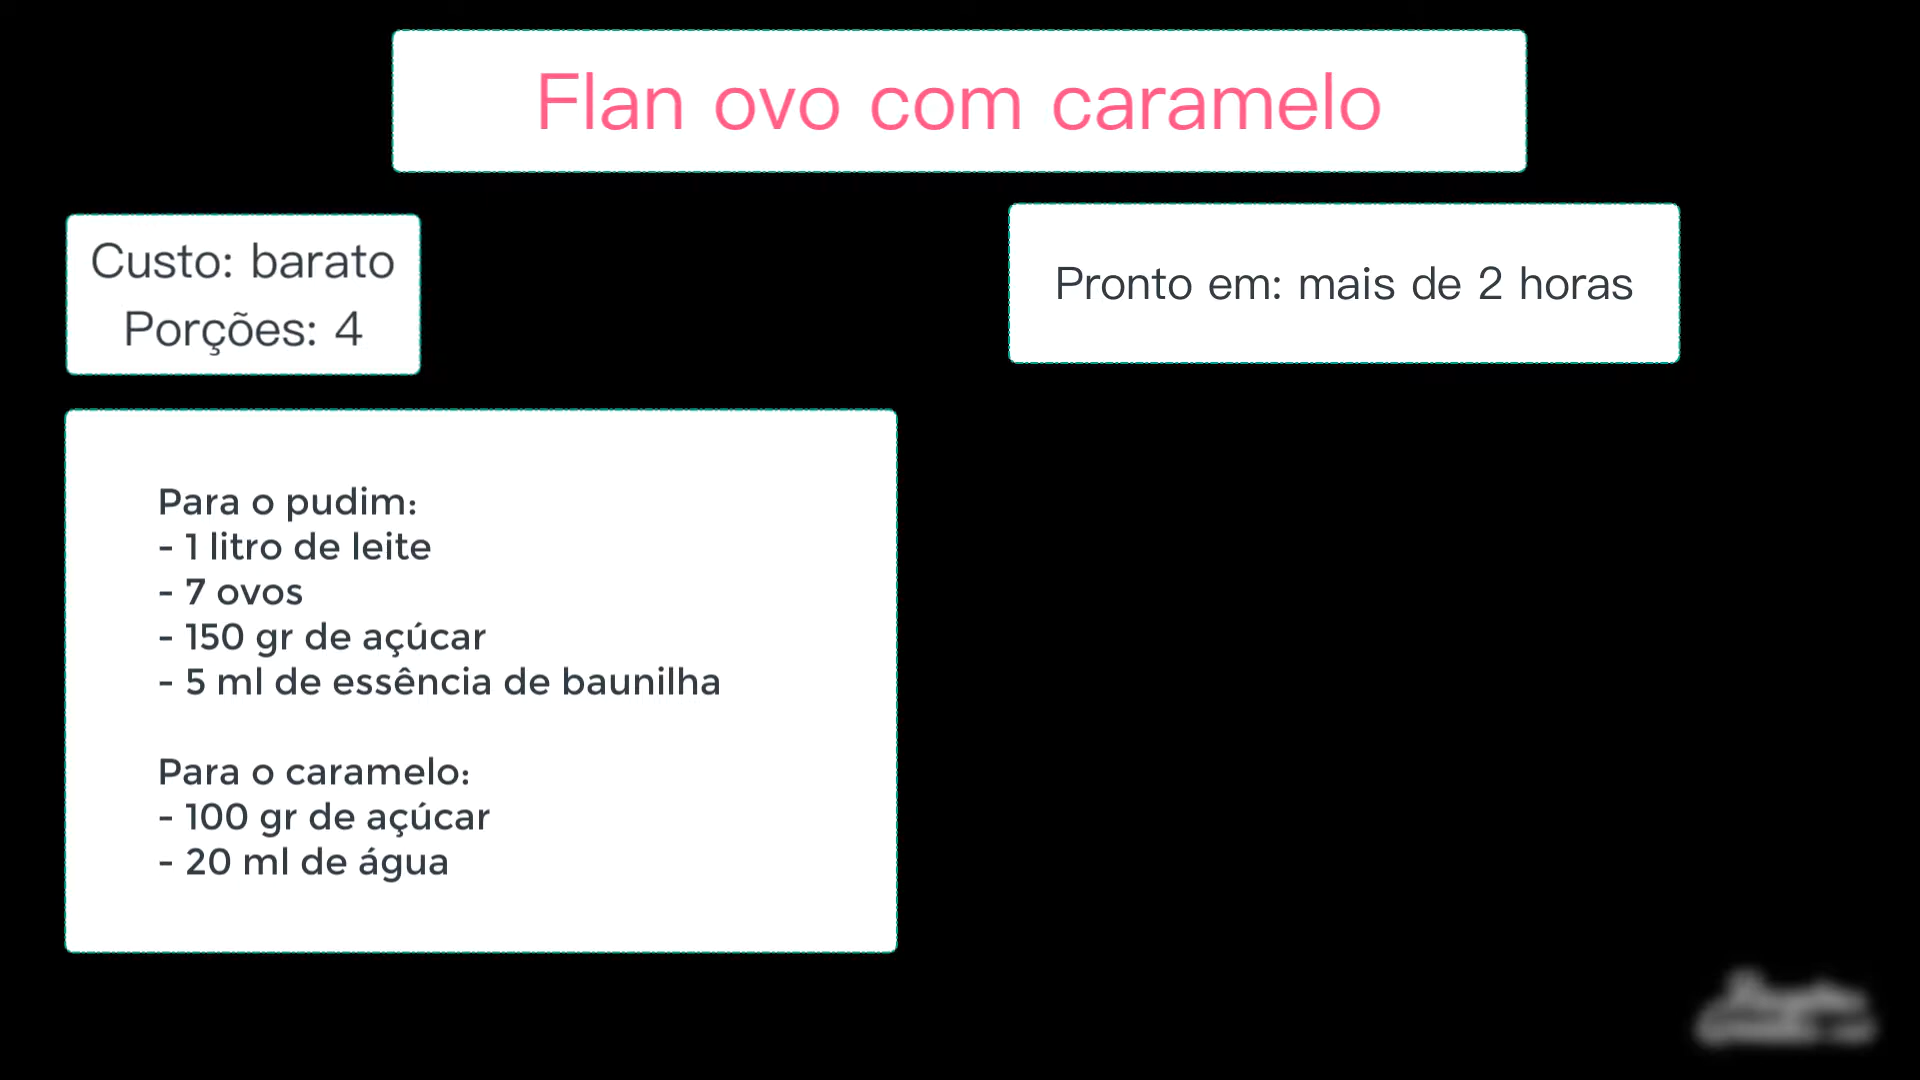 Flan ovo com caramelo
Custo: barato
Porções: 4
Pronto em: mais de 2 horas
Para o pudim:
- 1 litro de leite
- 7 ovos
- 150 gr de açúcar
- 5 ml de essência de baunilha
Para o caramelo:
- 100 gr de açúcar
- 20 ml de água